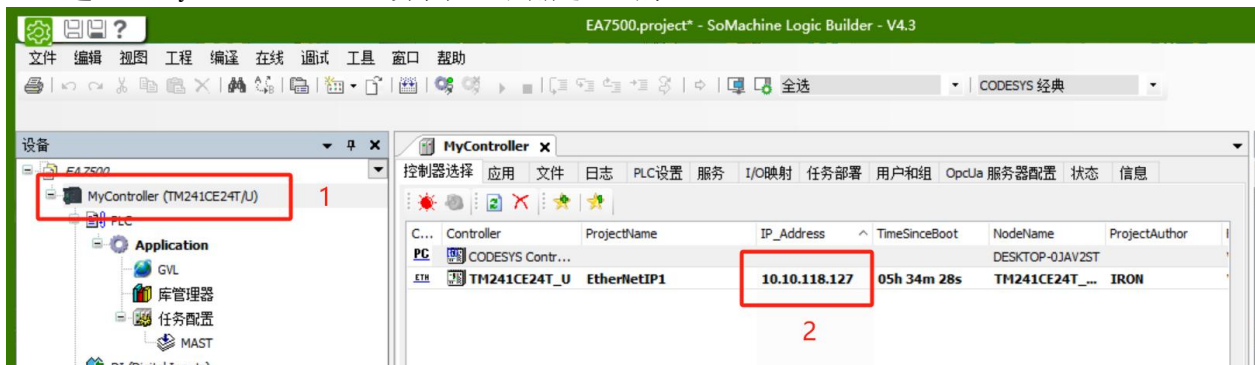 EA7500.project* - SoMachine Logic Builder - V4.3
文件 编辑 视图 工程 编译 在线 调试 工具 窗口 帮助
全选 CODESYS 经典
设备
MyController
EA7500
控制器选择 应用 文件 日志 PLC设置 服务 I/O映射 任务部署 用户和组 OpcUa 服务器配置 状态 信息
MyController (TM241CE24T/U) 1
PLC
C... Controller ProjectName IP_Address TimeSinceBoot NodeName ProjectAuthor
Application
PC CODESYS Contr... DESKTOP-0JAV2ST
GVL
ETH TM241CE24T_U EtherNetIP1 10.10.118.127 05h 34m 28s TM241CE24T_... IRON
库管理器
任务配置
2
MAST